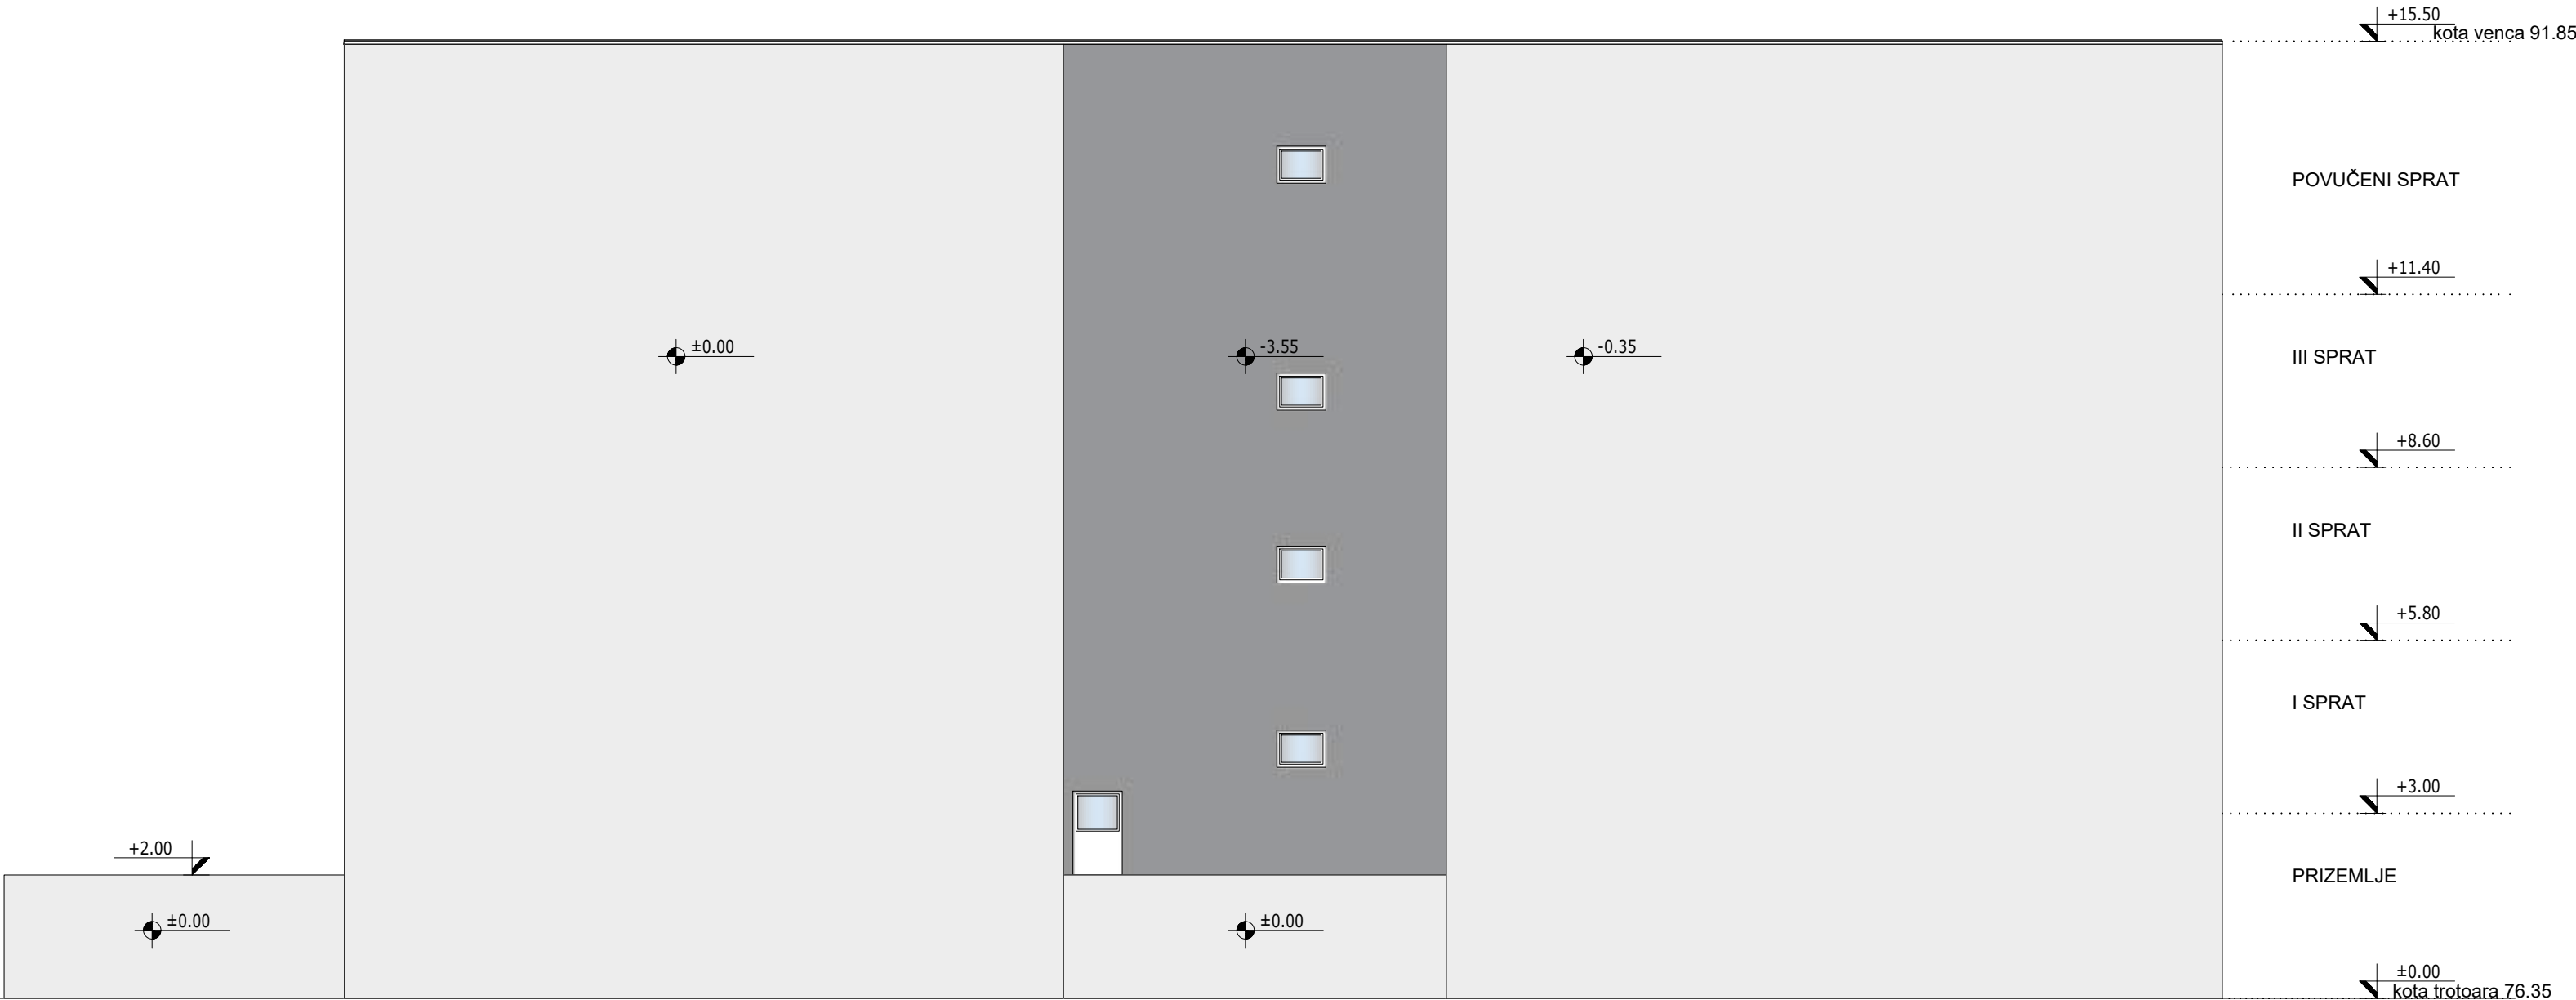 +15.50
kota venca 91.85
POVUČENI SPRAT
+11.40
±0.00
-3.55
-0.35
III SPRAT
+8.60
II SPRAT
+5.80
I SPRAT
+3.00
+2.00
PRIZEMLJE
±0.00
±0.00
±0.00
kota trotoara 76.35